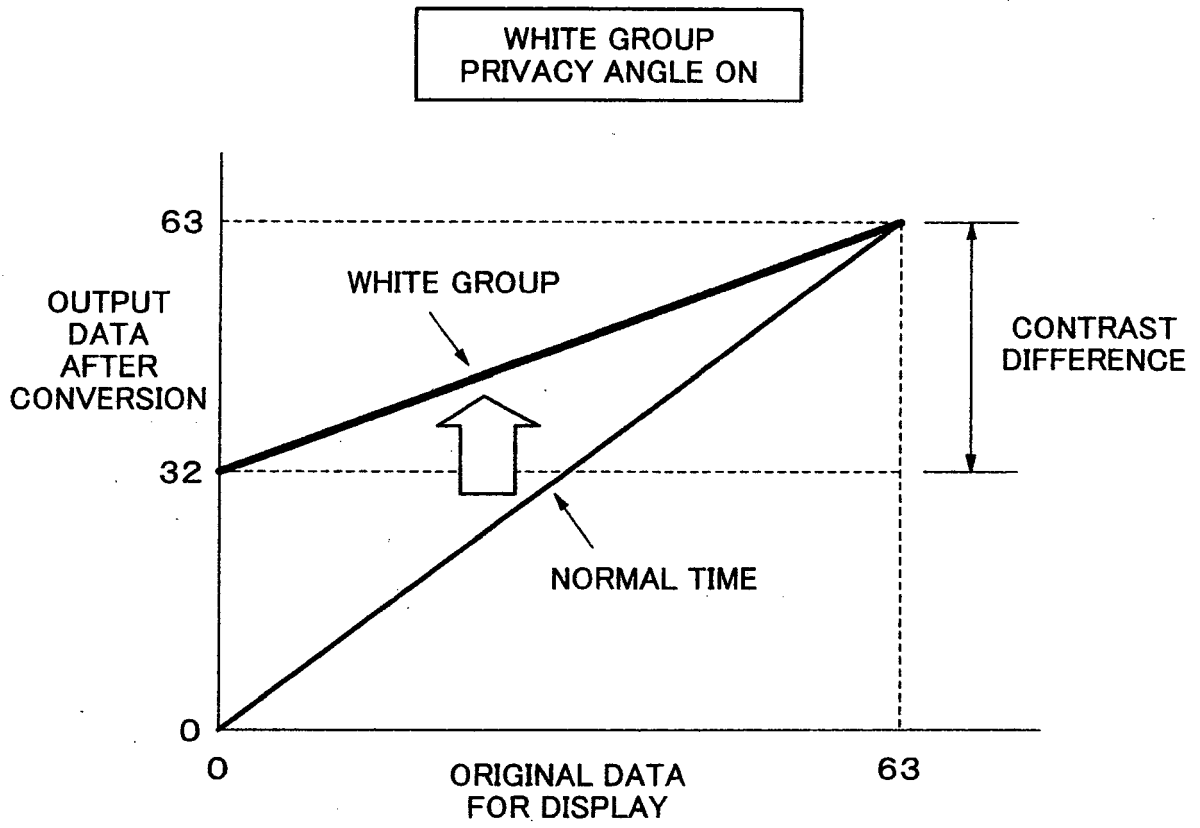 WHITE GROUP
PRIVACY ANGLE ON
63
WHITE GROUP
OUTPUT
DATA
AFTER
CONVERSION
CONTRAST
DIFFERENCE
32
NORMAL TIME
0
0
ORIGINAL DATA
FOR DISPLAY
63